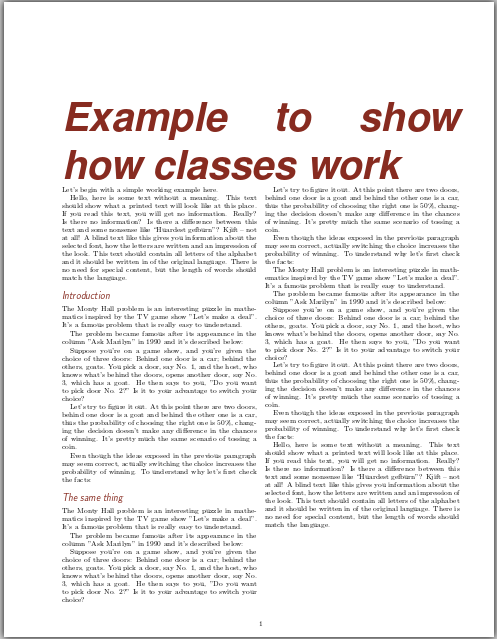 Example to show
how classes work
Let's begin with a simple working example here.
Hello, here is some text without a meaning. This text
should show what a printed text will look like at this place.
If you read this text, you will get no information. Really?
Is there no information? Is there a difference between this
text and some nonsense like "Huardest gefburn"? Kjift – not
at all! A blind text like this gives you information about the
selected font, how the letters are written and an impression of
the look. This text should contain all letters of the alphabet
and it should be written in of the original language. There is
no need for special content, but the length of words should
match the language.
Introduction
The Monty Hall problem is an interesting puzzle in mathe-
matics inspired by the TV game show "Let's make a deal".
It's a famous problem that is really easy to understand.
The problem became famous after its appearance in the
column "Ask Marilyn" in 1990 and it's described below:
Suppose you're on a game show, and you're given the
choice of three doors: Behind one door is a car; behind the
others, goats. You pick a door, say No. 1, and the host, who
knows what's behind the doors, opens another door, say No.
3, which has a goat. He then says to you, "Do you want
to pick door No. 2?" Is it to your advantage to switch your
choice?
Let's try to figure it out. At this point there are two doors,
behind one door is a goat and behind the other one is a car,
thus the probability of choosing the right one is 50%, chang-
ing the decision doesn't make any difference in the chances
of winning. It's pretty much the same scenario of tossing a
coin.
Even though the ideas exposed in the previous paragraph
may seem correct, actually switching the choice increases the
probability of winning. To understand why let's first check
the facts:
The same thing
The Monty Hall problem is an interesting puzzle in mathe-
matics inspired by the TV game show "Let's make a deal".
It's a famous problem that is really easy to understand.
The problem became famous after its appearance in the
column "Ask Marilyn" in 1990 and it's described below:
Suppose you're on a game show, and you're given the
choice of three doors: Behind one door is a car; behind the
others, goats. You pick a door, say No. 1, and the host, who
knows what's behind the doors, opens another door, say No.
3, which has a goat. He then says to you, "Do you want
to pick door No. 2?" Is it to your advantage to switch your
choice?
Let's try to figure it out. At this point there are two doors,
behind one door is a goat and behind the other one is a car,
thus the probability of choosing the right one is 50%, chang-
ing the decision doesn't make any difference in the chances
of winning. It's pretty much the same scenario of tossing a
coin.
Even though the ideas exposed in the previous paragraph
may seem correct, actually switching the choice increases the
probability of winning. To understand why let's first check
the facts:
The Monty Hall problem is an interesting puzzle in math-
ematics inspired by the TV game show "Let's make a deal".
It's a famous problem that is really easy to understand.
The problem became famous after its appearance in the
column "Ask Marilyn" in 1990 and it's described below:
Suppose you're on a game show, and you're given the
choice of three doors: Behind one door is a car; behind the
others, goats. You pick a door, say No. 1, and the host, who
knows what's behind the doors, opens another door, say No.
3, which has a goat. He then says to you, "Do you want
to pick door No. 2?" Is it to your advantage to switch your
choice?
Let's try to figure it out. At this point there are two doors,
behind one door is a goat and behind the other one is a car,
thus the probability of choosing the right one is 50%, chang-
ing the decision doesn't make any difference in the chances
of winning. It's pretty much the same scenario of tossing a
coin.
Even though the ideas exposed in the previous paragraph
may seem correct, actually switching the choice increases the
probability of winning. To understand why let's first check
the facts:
Hello, here is some text without a meaning. This text
should show what a printed text will look like at this place.
If you read this text, you will get no information. Really?
Is there no information? Is there a difference between this
text and some nonsense like "Huardest gefburn"? Kjift – not
at all! A blind text like this gives you information about the
selected font, how the letters are written and an impression of
the look. This text should contain all letters of the alphabet
and it should be written in of the original language. There is
no need for special content, but the length of words should
match the language.
1